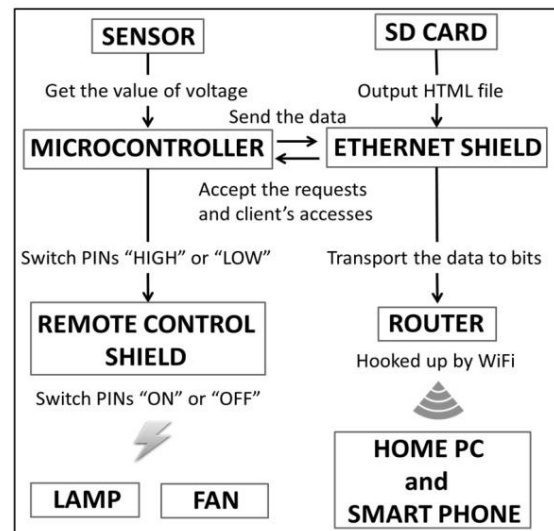 SENSOR
SD CARD
Get the value of voltage
Output HTML file
Send the data
MICROCONTROLLER
ETHERNET SHIELD
Accept the requests
and client's accesses
Switch PINs “HIGH” or “LOW”
Transport the data to bits
REMOTE CONTROL
SHIELD
ROUTER
Hooked up by WiFi
Switch PINs “ON” or “OFF”
HOME PC
and
SMART PHONE
LAMP
FAN